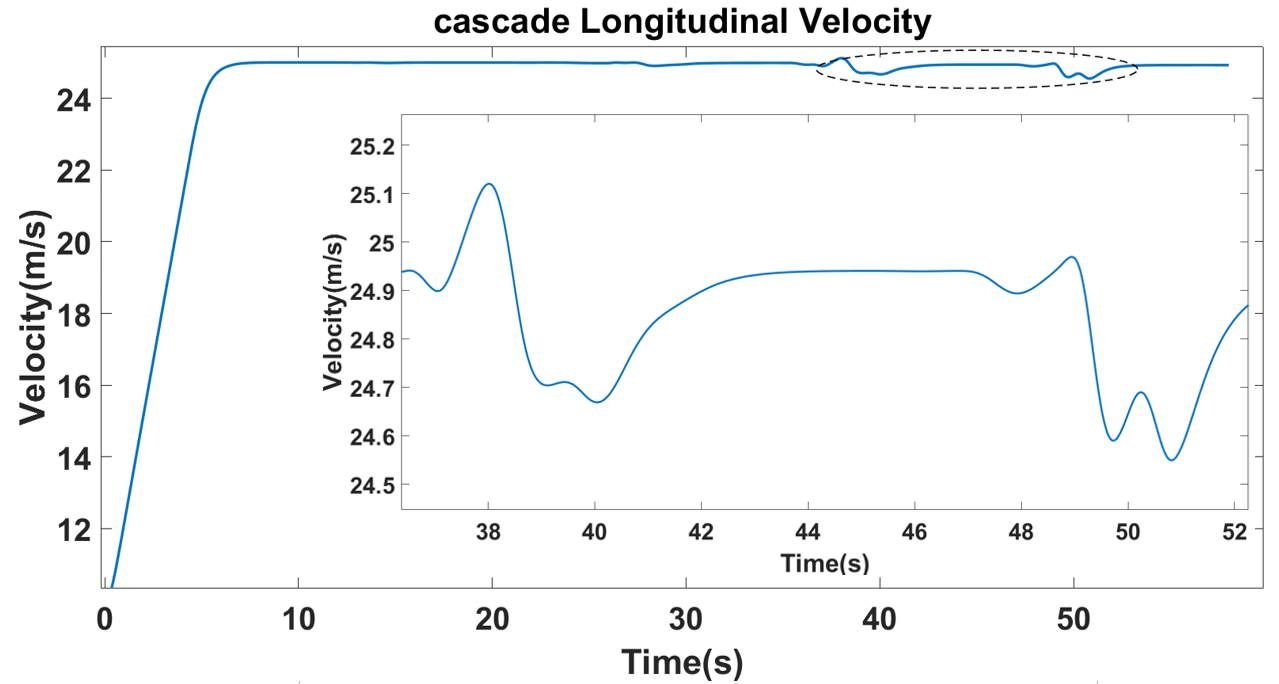 cascade Longitudinal Velocity
Velocity(m/s)
24
22
20
18
16
14
12
0 10 20 30 40 50
Time(s)
Velocity(m/s)
25.2
25.1
25
24.9
24.8
24.7
24.6
24.5
38 40 42 44 46 48 50 52
Time(s)